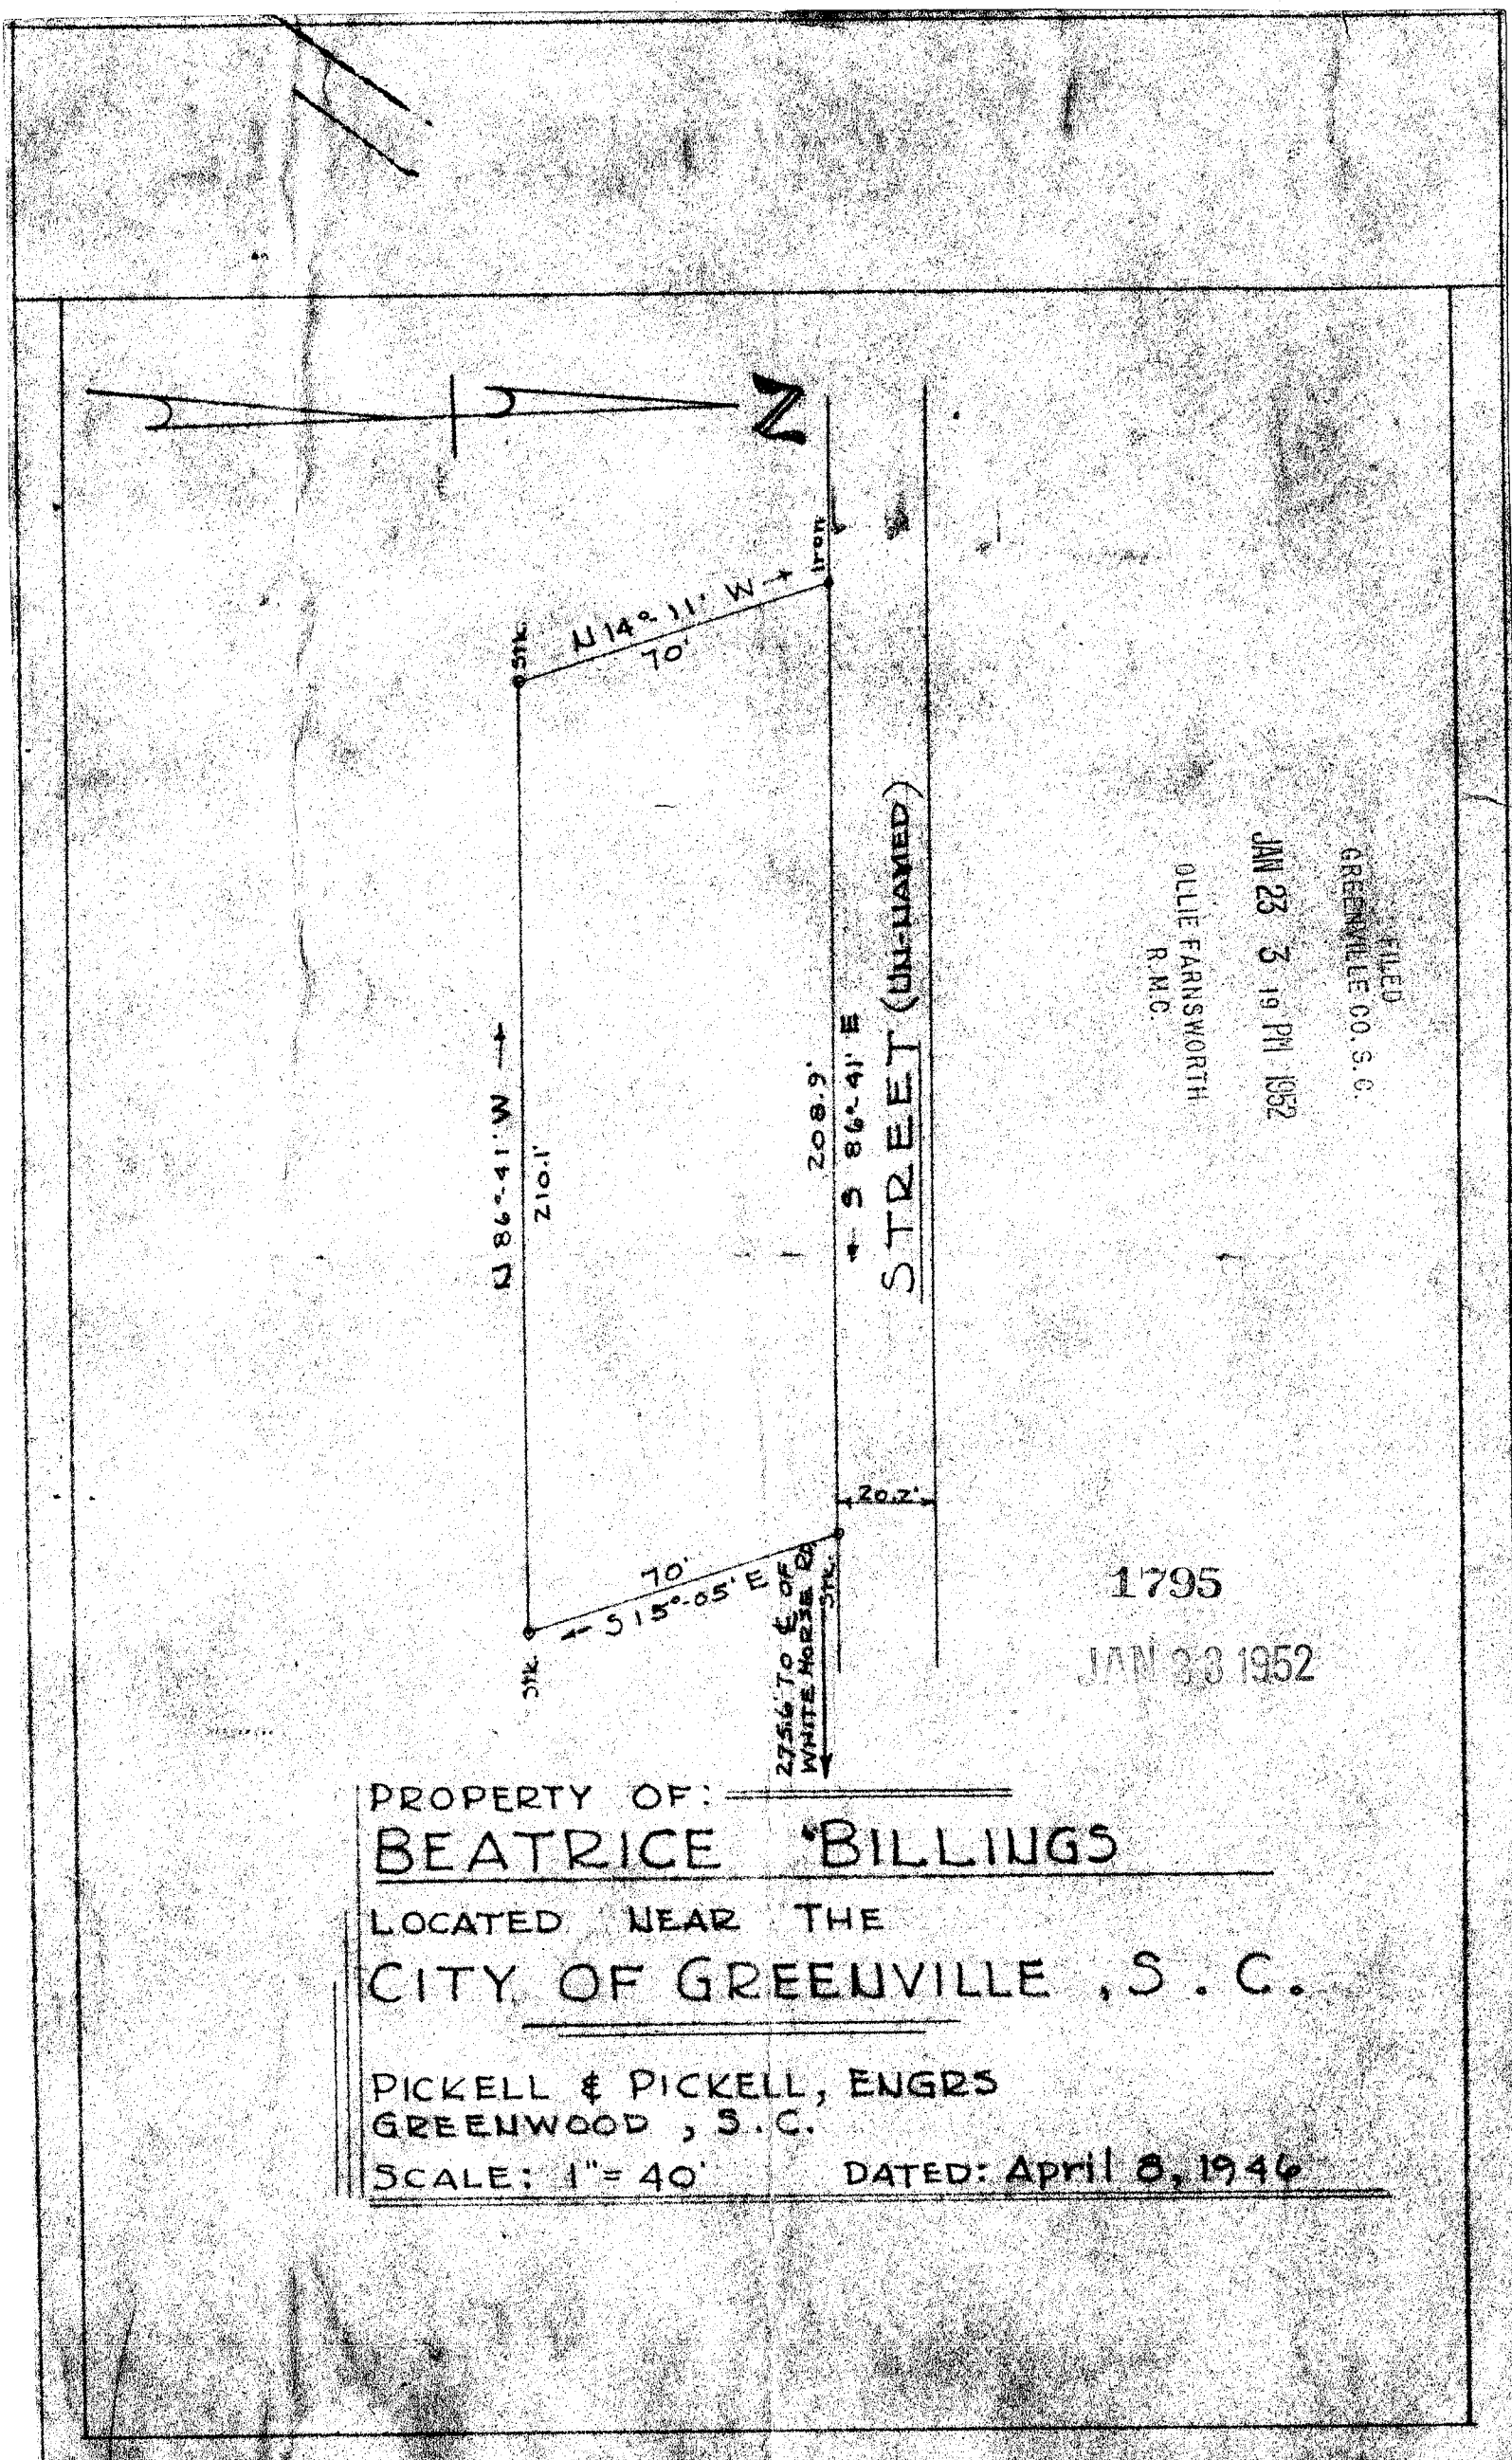 N
Iron
N 14°-11' W
70'
Stk.
STREET (UN-NAMED)
S 86°-41' E
208.9'
N 86°-41' W
210.1'
20.2'
70'
S 15°-05' E
Stk.
Stk.
275.6' TO ℄ OF
WHITE HORSE RD.
FILED
GREENVILLE CO. S. C.
JAN 23 3 19 PM 1952
OLLIE FARNSWORTH
R. M. C.
1795
JAN 23 1952
PROPERTY OF:
BEATRICE BILLINGS
LOCATED NEAR THE
CITY OF GREENVILLE, S. C.
PICKELL & PICKELL, ENGRS
GREENWOOD, S. C.
SCALE: 1" = 40' DATED: April 8, 1946